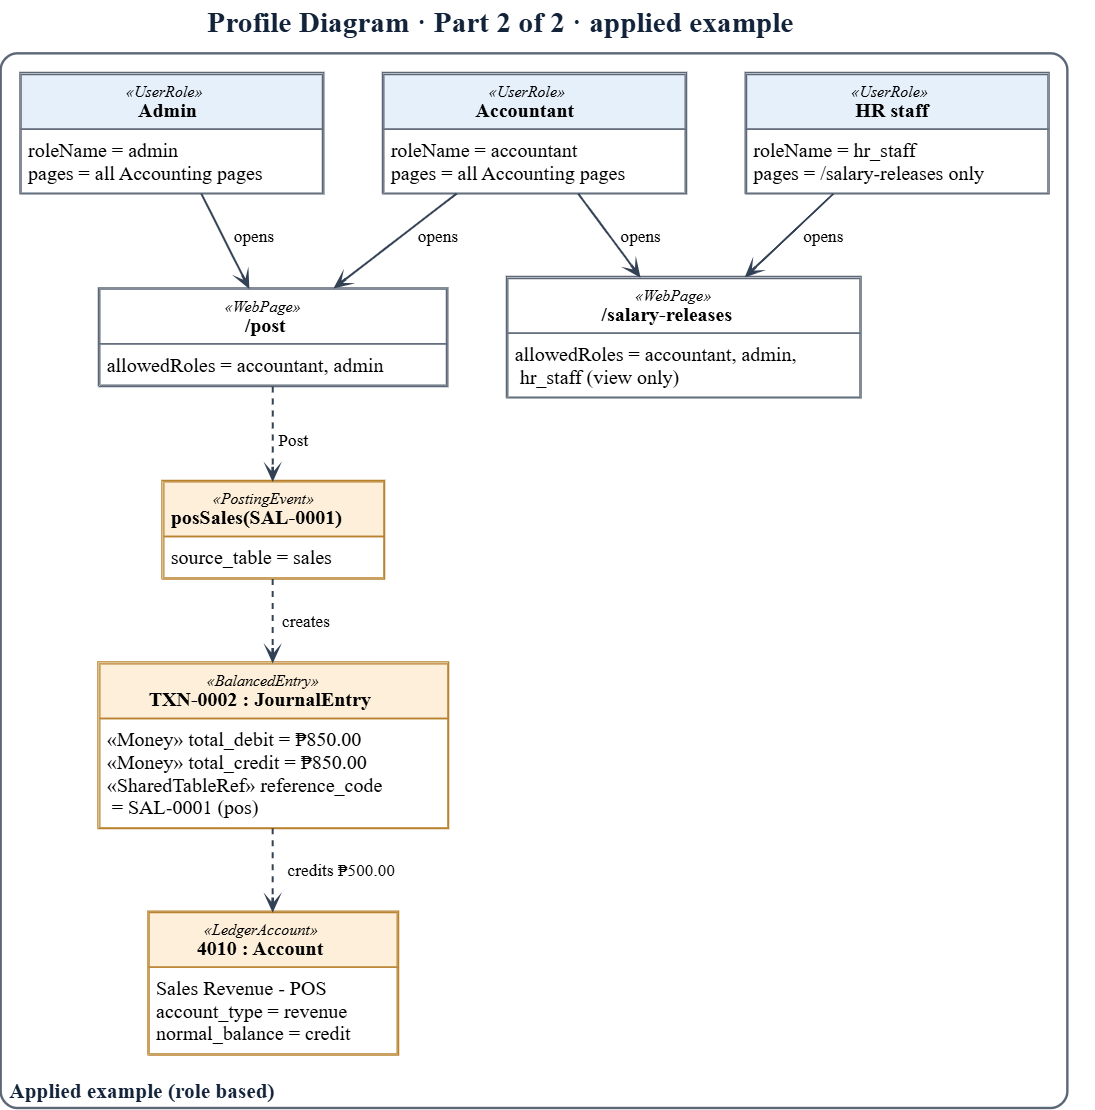 Profile Diagram · Part 2 of 2 · applied example
«UserRole»
Admin
roleName = admin
pages = all Accounting pages
«UserRole»
Accountant
roleName = accountant
pages = all Accounting pages
«UserRole»
HR staff
roleName = hr_staff
pages = /salary-releases only
opens
opens
opens
opens
«WebPage»
/post
allowedRoles = accountant, admin
«WebPage»
/salary-releases
allowedRoles = accountant, admin,
hr_staff (view only)
Post
«PostingEvent»
posSales(SAL-0001)
source_table = sales
creates
«BalancedEntry»
TXN-0002 : JournalEntry
«Money» total_debit = ₱850.00
«Money» total_credit = ₱850.00
«SharedTableRef» reference_code
= SAL-0001 (pos)
credits ₱500.00
«LedgerAccount»
4010 : Account
Sales Revenue - POS
account_type = revenue
normal_balance = credit
Applied example (role based)